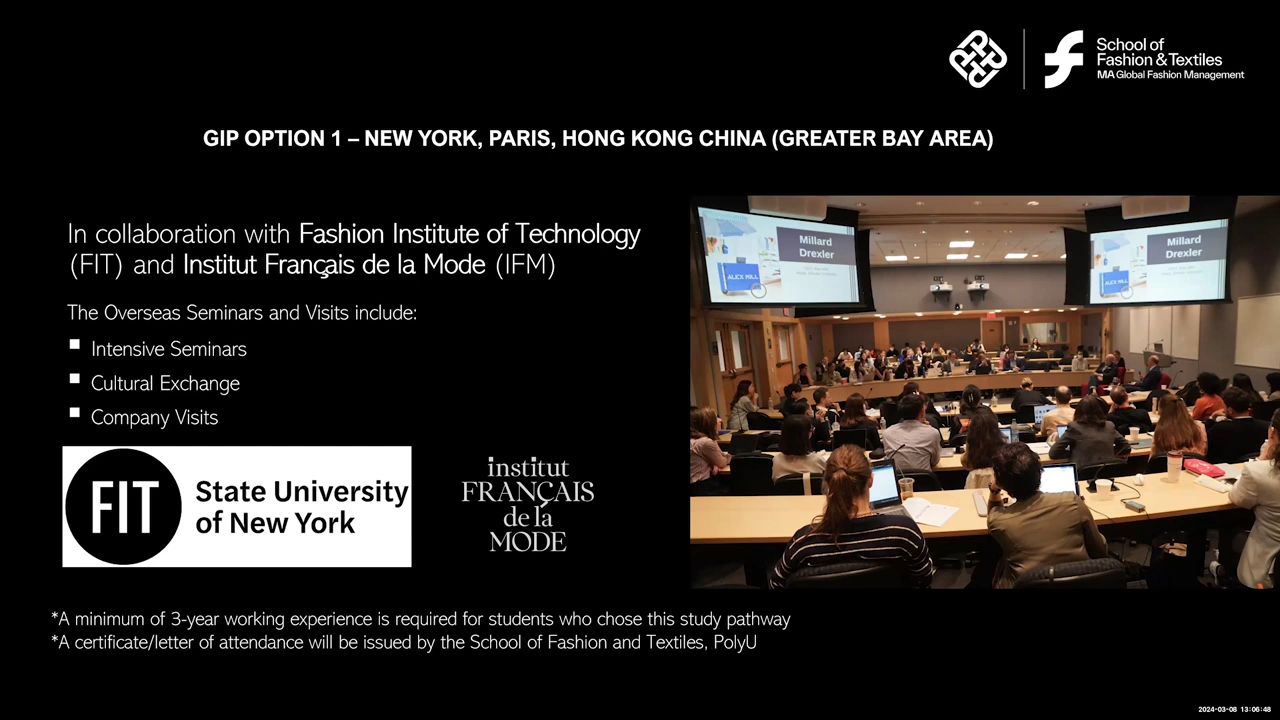 School of
Fashion & Textiles
MA Global Fashion Management
GIP OPTION 1 – NEW YORK, PARIS, HONG KONG CHINA (GREATER BAY AREA)
In collaboration with Fashion Institute of Technology
(FIT) and Institut Français de la Mode (IFM)
The Overseas Seminars and Visits include:
Intensive Seminars
Cultural Exchange
Company Visits
Millard
Drexler
ALEX MILL
Millard
Drexler
ALEX MILL
FIT
State University
of New York
institut
FRANÇAIS
de la
MODE
*A minimum of 3-year working experience is required for students who chose this study pathway
*A certificate/letter of attendance will be issued by the School of Fashion and Textiles, PolyU
2024-03-08 13:06:48